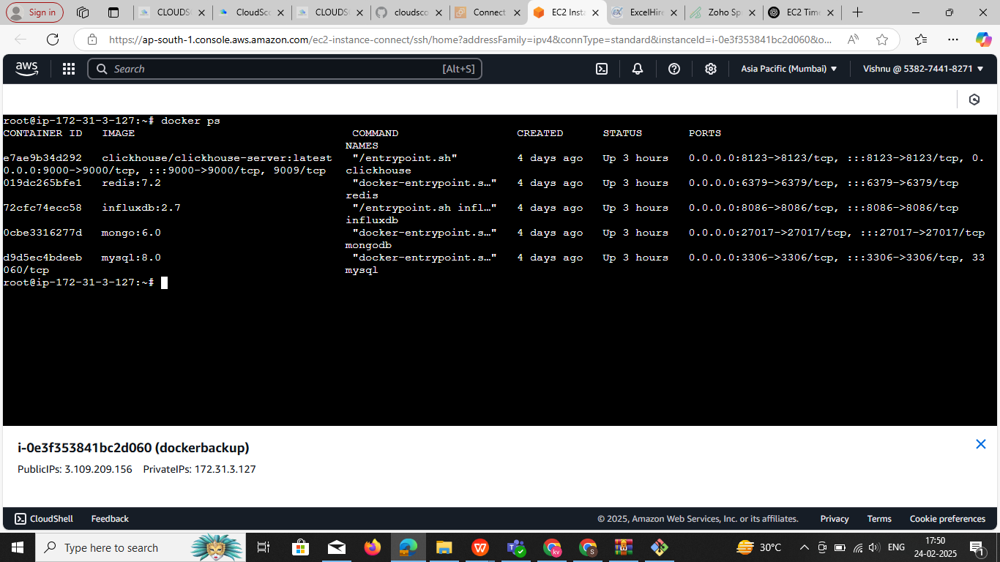 Sign in
CLOUDS
CloudSco
CLOUDS
cloudsco
Connect
EC2 Insta
ExcelHire
Zoho Sp
EC2 Time
https://ap-south-1.console.aws.amazon.com/ec2-instance-connect/ssh/home?addressFamily=ipv4&connType=standard&instanceId=i-0e3f353841bc2d060&o...
aws
Search [Alt+S]
Asia Pacific (Mumbai)
Vishnu @ 5382-7441-8271
root@ip-172-31-3-127:~# docker ps
CONTAINER ID IMAGE COMMAND CREATED STATUS PORTS
NAMES
e7ae9b34d292 clickhouse/clickhouse-server:latest "/entrypoint.sh" 4 days ago Up 3 hours 0.0.0.0:8123->8123/tcp, :::8123->8123/tcp, 0.
0.0.0:9000->9000/tcp, :::9000->9000/tcp, 9009/tcp clickhouse
019dc265bfe1 redis:7.2 "docker-entrypoint.s…" 4 days ago Up 3 hours 0.0.0.0:6379->6379/tcp, :::6379->6379/tcp
redis
72cfc74ecc58 influxdb:2.7 "/entrypoint.sh infl…" 4 days ago Up 3 hours 0.0.0.0:8086->8086/tcp, :::8086->8086/tcp
influxdb
0cbe3316277d mongo:6.0 "docker-entrypoint.s…" 4 days ago Up 3 hours 0.0.0.0:27017->27017/tcp, :::27017->27017/tcp
mongodb
d9d5ec4bdeeb mysql:8.0 "docker-entrypoint.s…" 4 days ago Up 3 hours 0.0.0.0:3306->3306/tcp, :::3306->3306/tcp, 33
060/tcp mysql
root@ip-172-31-3-127:~#
i-0e3f353841bc2d060 (dockerbackup)
PublicIPs: 3.109.209.156 PrivateIPs: 172.31.3.127
CloudShell Feedback © 2025, Amazon Web Services, Inc. or its affiliates. Privacy Terms Cookie preferences
Type here to search
30°C
ENG
17:50
24-02-2025
1